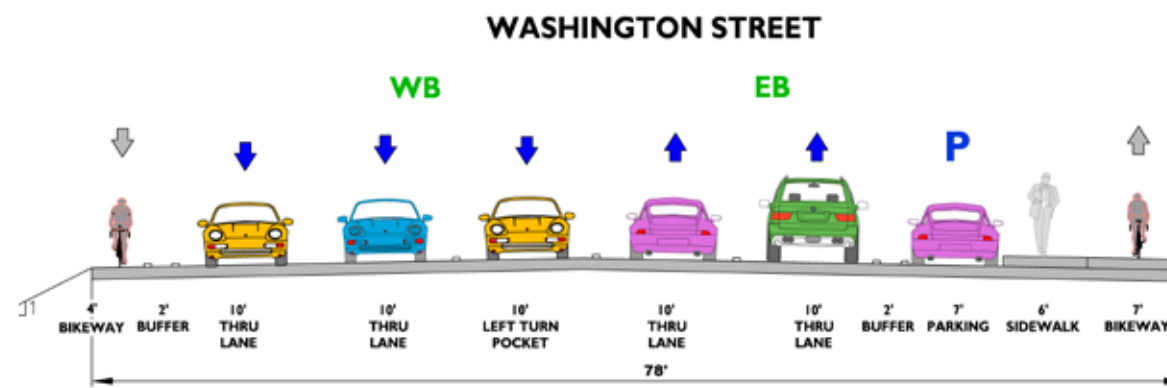 WASHINGTON STREET
WB EB
P
1
4' 2' 10' 10' 10' 10' 10' 2' 7' 6' 7'
BIKEWAY BUFFER THRU THRU LEFT TURN THRU THRU BUFFER PARKING SIDEWALK BIKEWAY
LANE LANE POCKET LANE LANE
78'